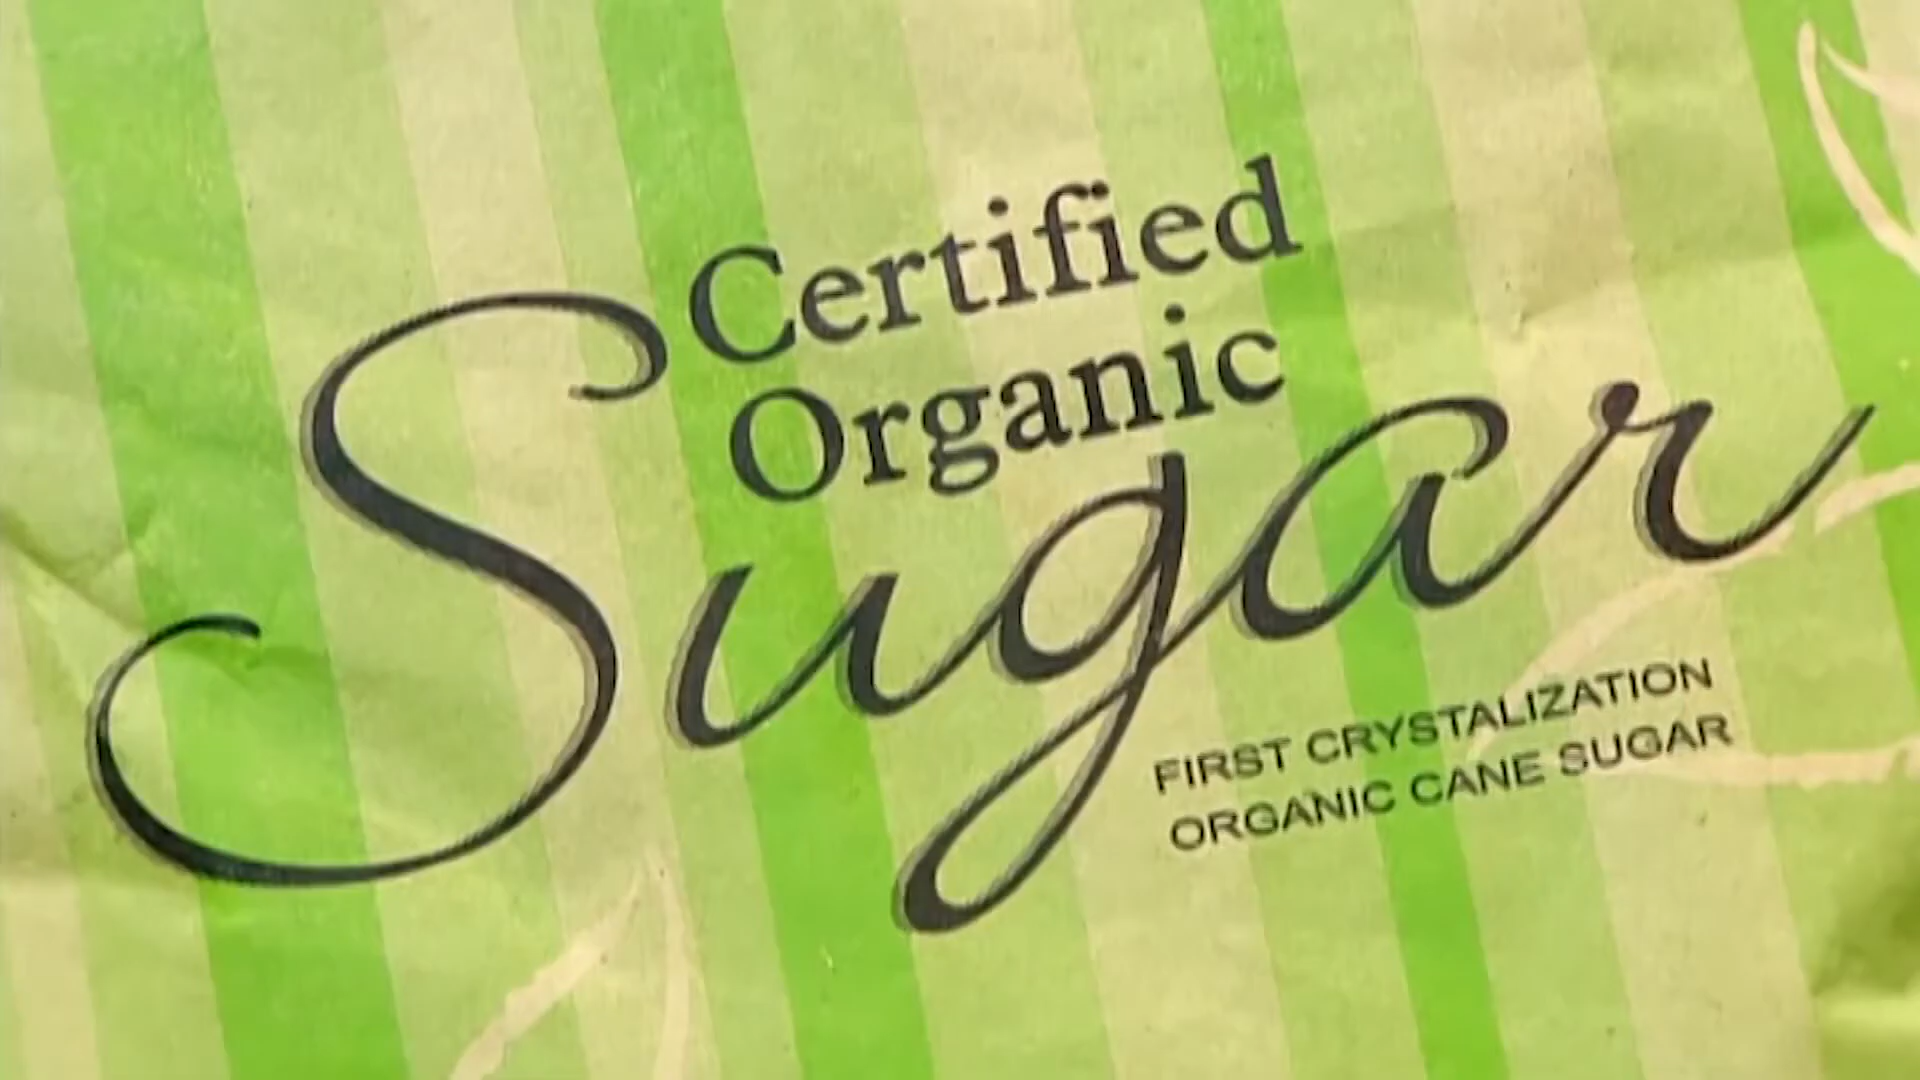 Certified
Organic
Sugar
FIRST CRYSTALIZATION
ORGANIC CANE SUGAR